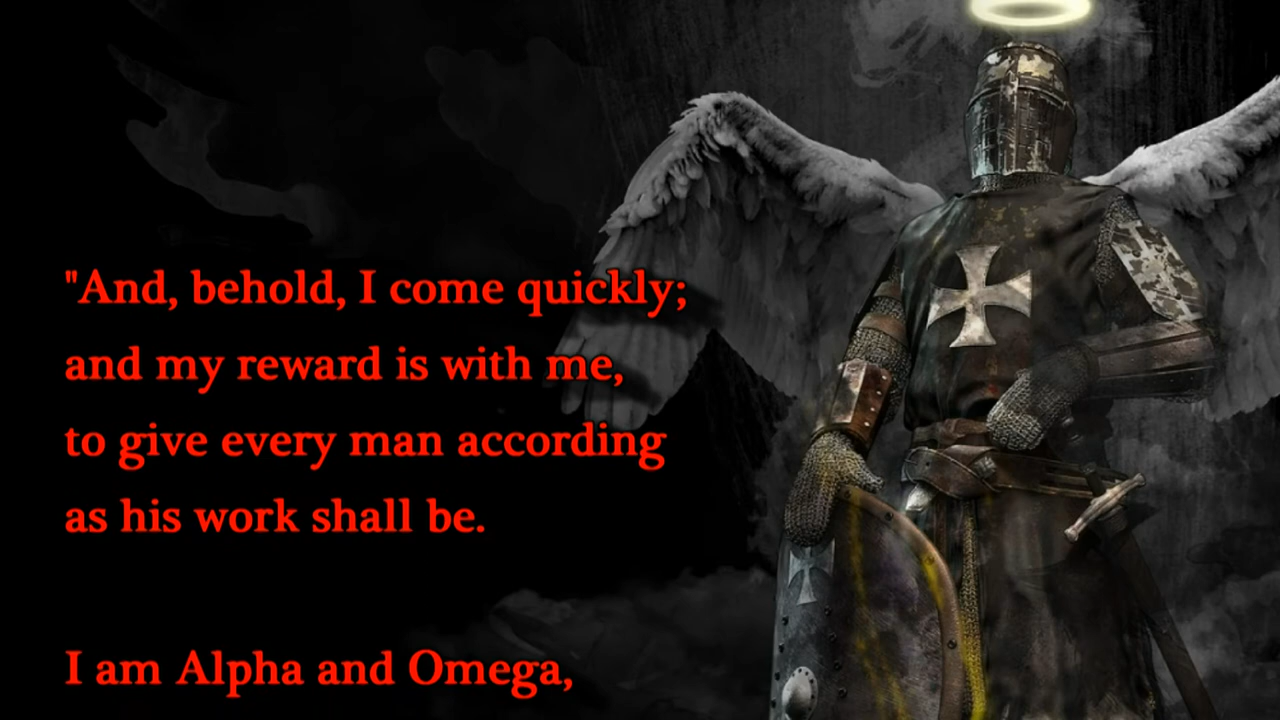 "And, behold, I come quickly;
and my reward is with me,
to give every man according
as his work shall be.
I am Alpha and Omega,